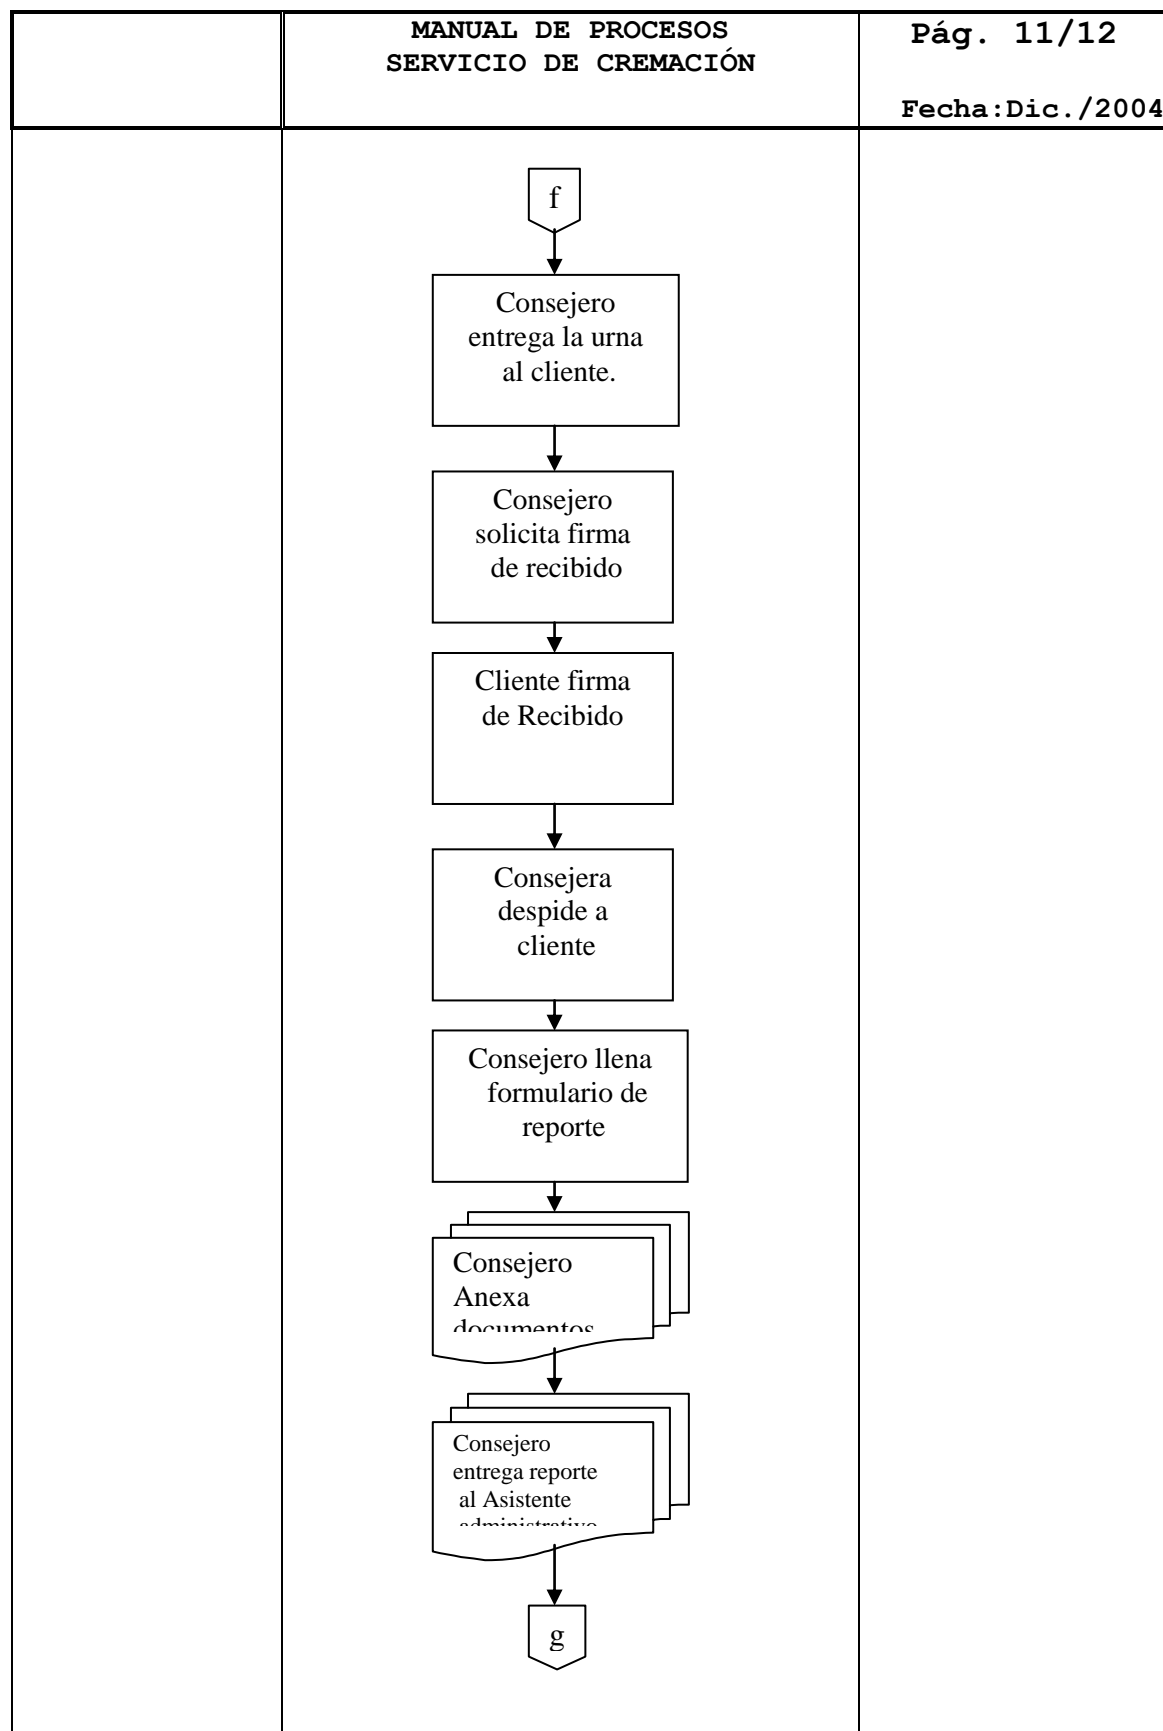 MANUAL DE PROCESOS
SERVICIO DE CREMACIÓN
Pág. 11/12
Fecha:Dic./2004
f
Consejero
entrega la urna
al cliente.
Consejero
solicita firma
de recibido
Cliente firma
de Recibido
Consejera
despide a
cliente
Consejero llena
formulario de
reporte
Consejero
Anexa
documentos
Consejero
entrega reporte
al Asistente
administrativo
g